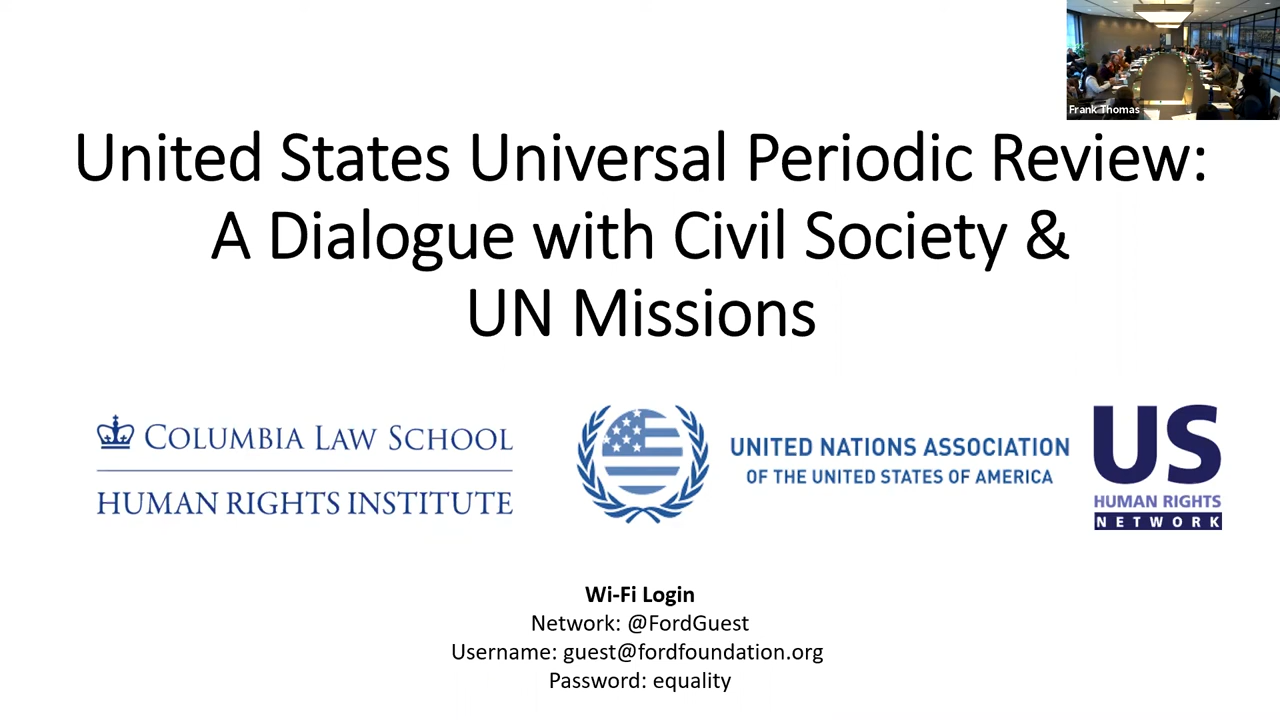 Frank Thomas
United States Universal Periodic Review:
A Dialogue with Civil Society &
UN Missions
COLUMBIA LAW SCHOOL
HUMAN RIGHTS INSTITUTE
UNITED NATIONS ASSOCIATION
OF THE UNITED STATES OF AMERICA
US
HUMAN RIGHTS
NETWORK
Wi-Fi Login
Network: @FordGuest
Username: guest@fordfoundation.org
Password: equality